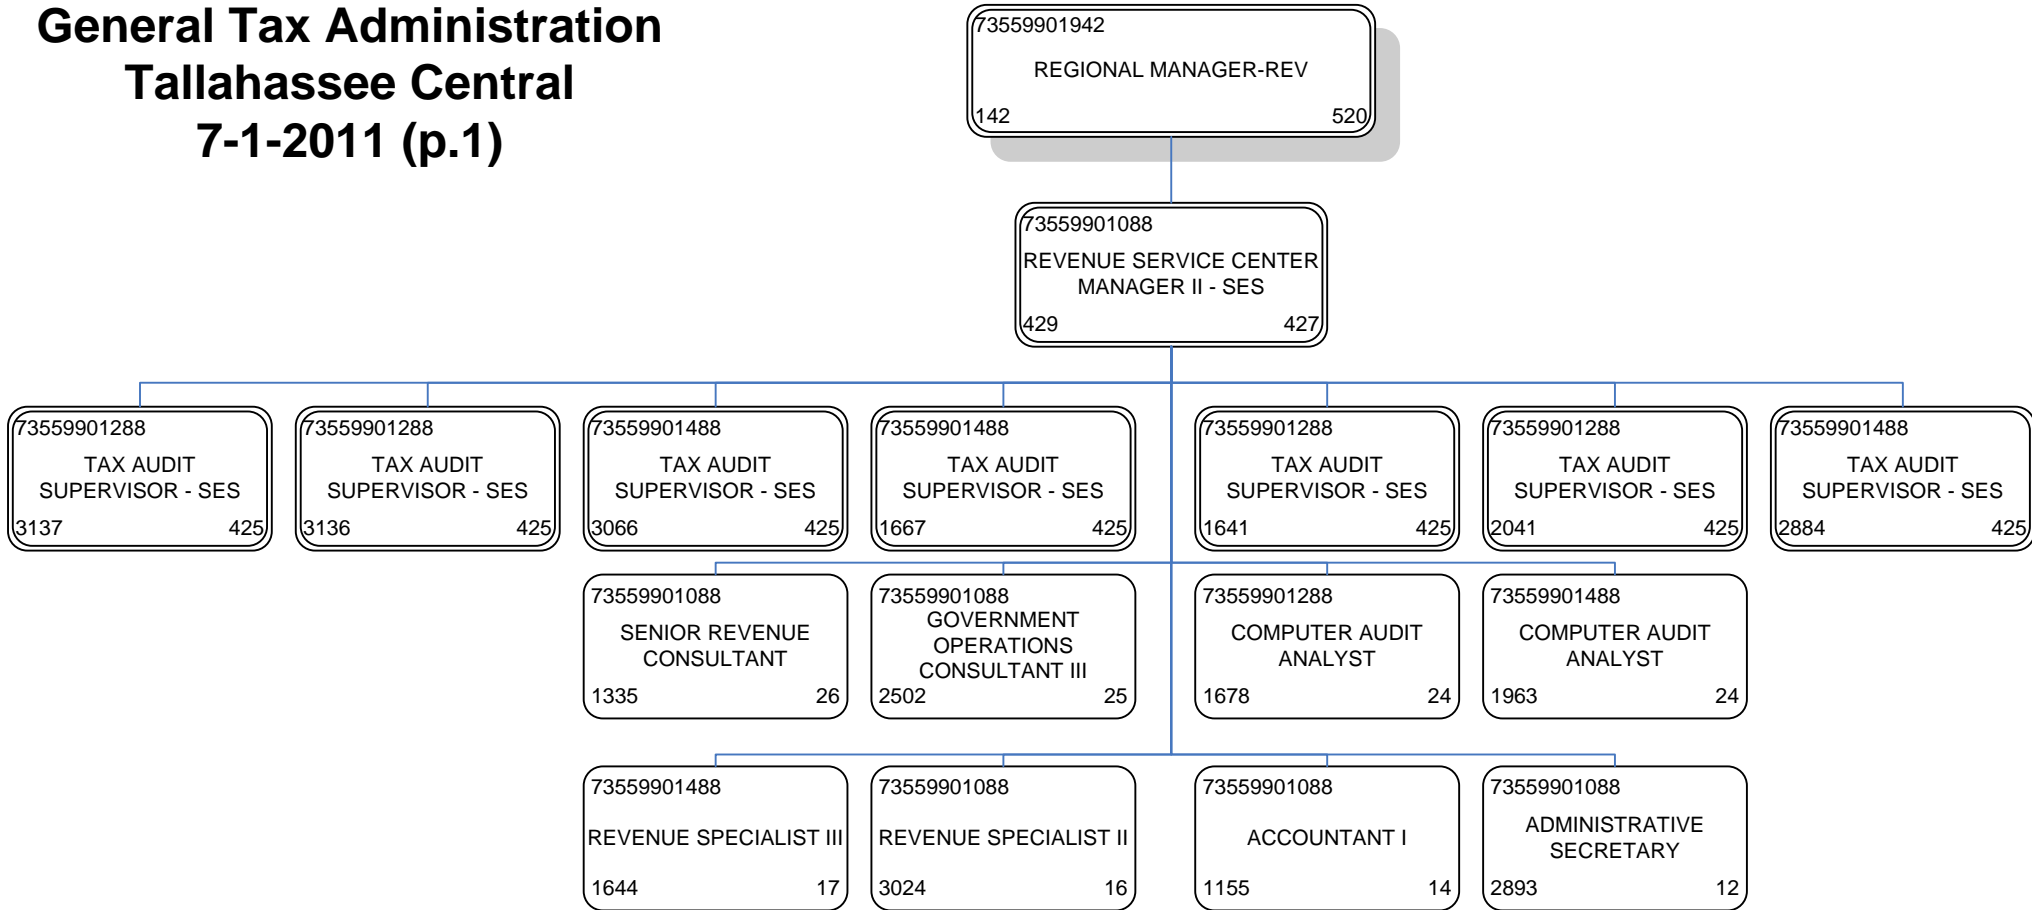 General Tax Administration
Tallahassee Central
7-1-2011 (p.1)
73559901942
REGIONAL MANAGER-REV
142 520
73559901088
REVENUE SERVICE CENTER
MANAGER II - SES
429 427
73559901288
TAX AUDIT
SUPERVISOR - SES
3137 425
73559901288
TAX AUDIT
SUPERVISOR - SES
3136 425
73559901488
TAX AUDIT
SUPERVISOR - SES
3066 425
73559901488
TAX AUDIT
SUPERVISOR - SES
1667 425
73559901288
TAX AUDIT
SUPERVISOR - SES
1641 425
73559901288
TAX AUDIT
SUPERVISOR - SES
2041 425
73559901488
TAX AUDIT
SUPERVISOR - SES
2884 425
73559901088
SENIOR REVENUE
CONSULTANT
1335 26
73559901088
GOVERNMENT
OPERATIONS
CONSULTANT III
2502 25
73559901288
COMPUTER AUDIT
ANALYST
1678 24
73559901488
COMPUTER AUDIT
ANALYST
1963 24
73559901488
REVENUE SPECIALIST III
1644 17
73559901088
REVENUE SPECIALIST II
3024 16
73559901088
ACCOUNTANT I
1155 14
73559901088
ADMINISTRATIVE
SECRETARY
2893 12